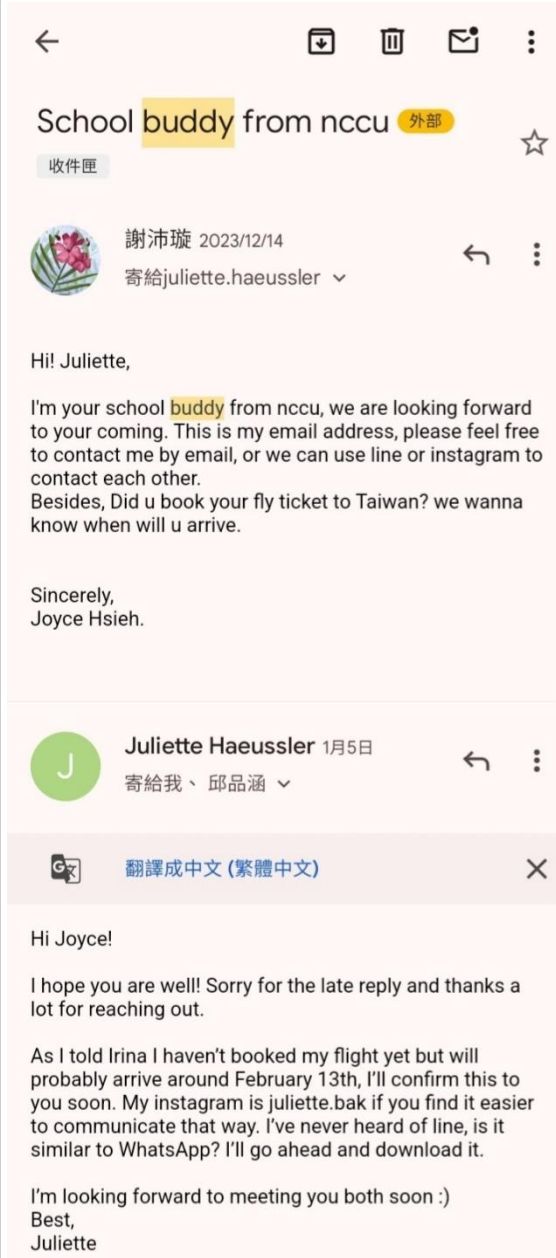 School buddy from nccu 外部
收件匣
謝沛璇 2023/12/14
寄給juliette.haeussler
Hi! Juliette,
I'm your school buddy from nccu, we are looking forward
to your coming. This is my email address, please feel free
to contact me by email, or we can use line or instagram to
contact each other.
Besides, Did u book your fly ticket to Taiwan? we wanna
know when will u arrive.
Sincerely,
Joyce Hsieh.
J
Juliette Haeussler 1月5日
寄給我、 邱品涵
翻譯成中文 (繁體中文)
Hi Joyce!
I hope you are well! Sorry for the late reply and thanks a
lot for reaching out.
As I told Irina I haven’t booked my flight yet but will
probably arrive around February 13th, I’ll confirm this to
you soon. My instagram is juliette.bak if you find it easier
to communicate that way. I’ve never heard of line, is it
similar to WhatsApp? I’ll go ahead and download it.
I’m looking forward to meeting you both soon :)
Best,
Juliette